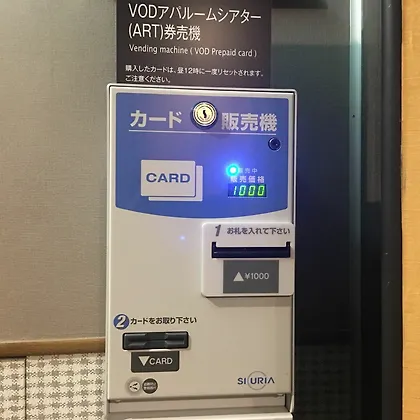 VODアパルームシアター
(ART)券売機
Vending machine ( VOD Prepaid card )
購入したカードは、昼12時に一度リセットされます。
ご注意ください。
カード 販売機
CARD
販売中
販売価格
1000
1 お札を入れて下さい
▲ ¥1000
2 カードをお取り下さい
▼CARD
SIURIA